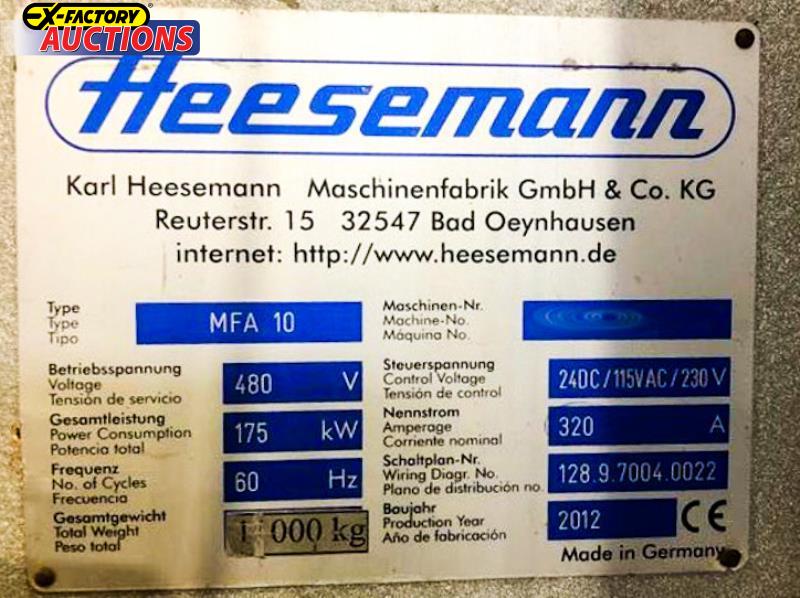 EX-FACTORY
AUCTIONS
Heesemann
Karl Heesemann Maschinenfabrik GmbH & Co. KG
Reuterstr. 15 32547 Bad Oeynhausen
internet: http://www.heesemann.de
Type
Type
Tipo
MFA 10
Maschinen-Nr.
Machine-No.
Máquina No.
Betriebsspannung
Voltage
Tensión de servicio
480 V
Steuerspannung
Control Voltage
Tensión de control
24DC/115VAC/230 V
Gesamtleistung
Power Consumption
Potencia total
175 kW
Nennstrom
Amperage
Corriente nominal
320 A
Frequenz
No. of Cycles
Frecuencia
60 Hz
Schaltplan-Nr.
Wiring Diagr. No.
Plano de distribución no.
128.9.7004.0022
Gesamtgewicht
Total Weight
Peso total
000 kg
Baujahr
Production Year
Año de fabricación
2012
CE
Made in Germany